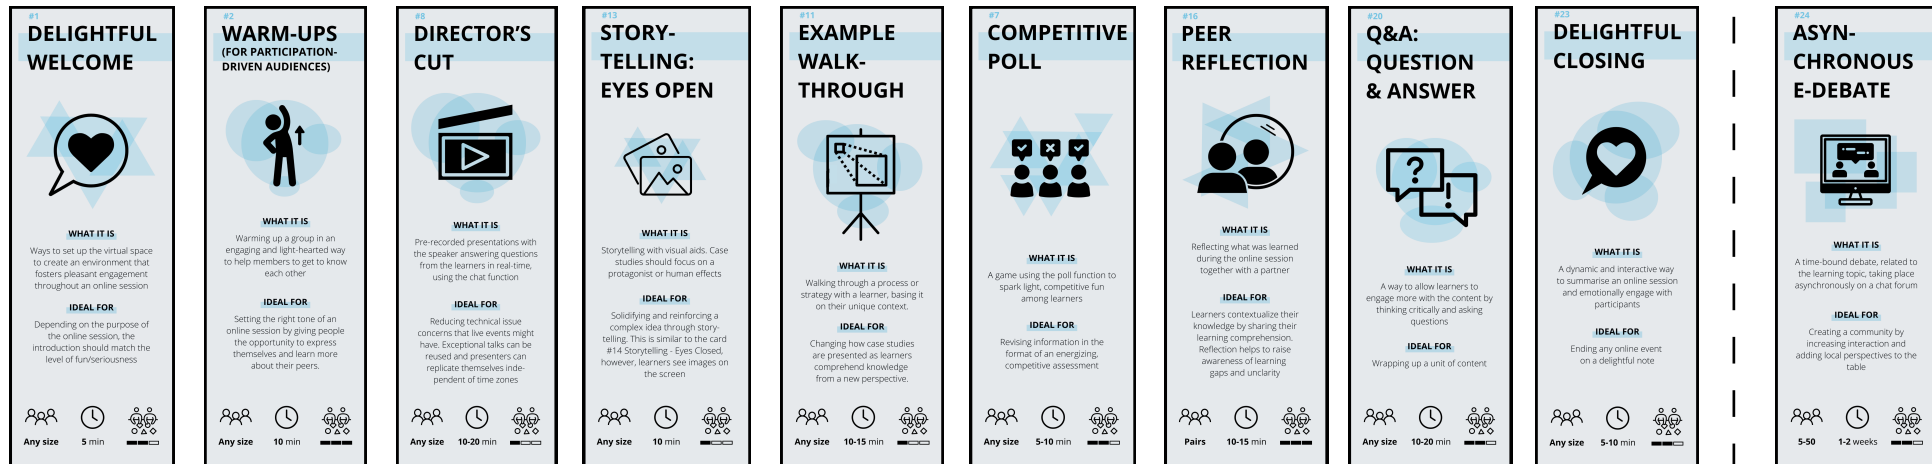 #1
DELIGHTFUL
WELCOME
WHAT IT IS
Ways to set up the virtual space
to create an environment that
fosters pleasant engagement
throughout an online session
IDEAL FOR
Depending on the purpose of
the online session, the
introduction should match the
level of fun/seriousness
Any size
5 min
#2
WARM-UPS
(FOR PARTICIPATION-
DRIVEN AUDIENCES)
WHAT IT IS
Warming up a group in an
engaging and light-hearted way
to help members to get to know
each other
IDEAL FOR
Setting the right tone of an
online session by giving people
the opportunity to express
themselves and learn more
about their peers.
Any size
10 min
#8
DIRECTOR'S
CUT
WHAT IT IS
Pre-recorded presentations with
the speaker answering questions
from the learners in real-time,
using the chat function
IDEAL FOR
Reducing technical issue
concerns that live events might
have. Exceptional talks can be
reused and presenters can
replicate themselves inde-
pendent of time zones
Any size
10-20 min
#13
STORY-
TELLING:
EYES OPEN
WHAT IT IS
Storytelling with visual aids. Case
studies should focus on a
protagonist or human effects
IDEAL FOR
Solidifying and reinforcing a
complex idea through story-
telling. This is similar to the card
#14 Storytelling - Eyes Closed,
however, learners see images on
the screen
Any size
10 min
#11
EXAMPLE
WALK-
THROUGH
WHAT IT IS
Walking through a process or
strategy with a learner, basing it
on their unique context.
IDEAL FOR
Changing how case studies
are presented as learners
comprehend knowledge
from a new perspective.
Any size
10-15 min
#7
COMPETITIVE
POLL
WHAT IT IS
A game using the poll function to
spark light, competitive fun
among learners
IDEAL FOR
Revising information in the
format of an energizing,
competitive assessment
Any size
5-10 min
#16
PEER
REFLECTION
WHAT IT IS
Reflecting what was learned
during the online session
together with a partner
IDEAL FOR
Learners contextualize their
knowledge by sharing their
learning comprehension.
Reflection helps to raise
awareness of learning
gaps and unclarity
Pairs
10-15 min
#20
Q&A:
QUESTION
& ANSWER
WHAT IT IS
A way to allow learners to
engage more with the content by
thinking critically and asking
questions
IDEAL FOR
Wrapping up a unit of content
Any size
10-20 min
#23
DELIGHTFUL
CLOSING
WHAT IT IS
A dynamic and interactive way
to summarise an online session
and emotionally engage with
participants
IDEAL FOR
Ending any online event
on a delightful note
Any size
5-10 min
#24
ASYN-
CHRONOUS
E-DEBATE
WHAT IT IS
A time-bound debate, related to
the learning topic, taking place
asynchronously on a chat forum
IDEAL FOR
Creating a community by
increasing interaction and
adding local perspectives to the
table
5-50
1-2 weeks